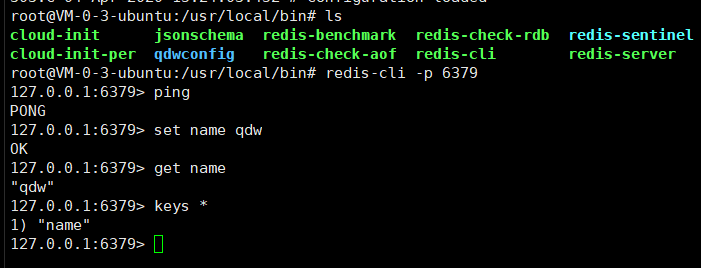 root@VM-0-3-ubuntu:/usr/local/bin# ls
cloud-init jsonschema redis-benchmark redis-check-rdb redis-sentinel
cloud-init-per qdwconfig redis-check-aof redis-cli redis-server
root@VM-0-3-ubuntu:/usr/local/bin# redis-cli -p 6379
127.0.0.1:6379> ping
PONG
127.0.0.1:6379> set name qdw
OK
127.0.0.1:6379> get name
"qdw"
127.0.0.1:6379> keys *
1) "name"
127.0.0.1:6379>